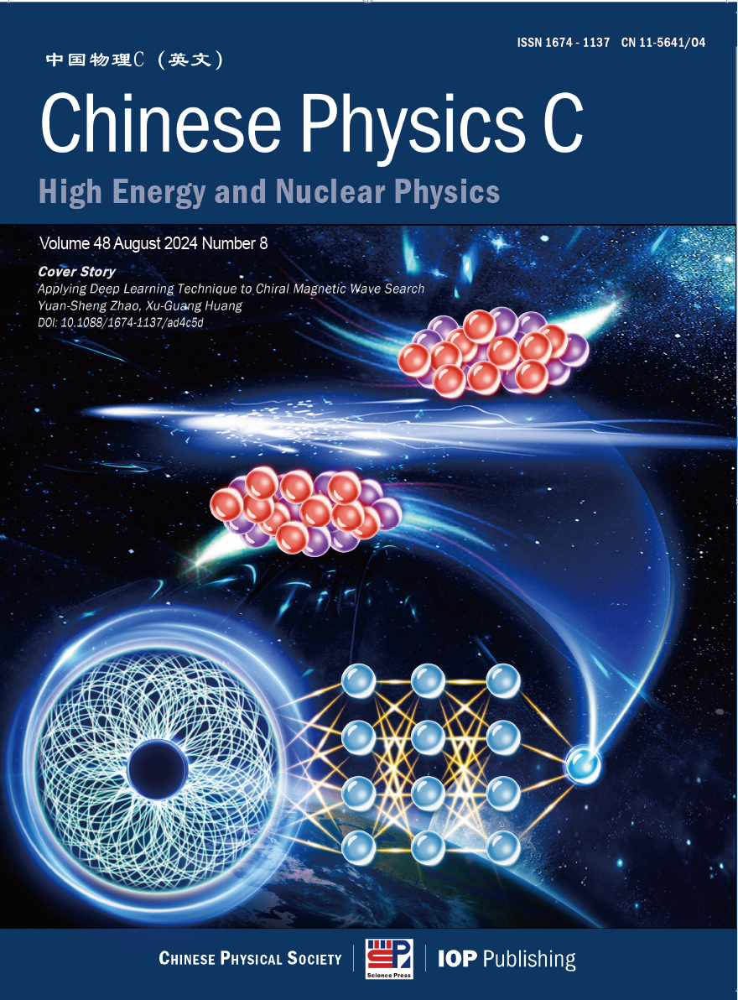 ISSN 1674 - 1137 CN 11-5641/O4
中国物理C (英文)
Chinese Physics C
High Energy and Nuclear Physics
Volume 48 August 2024 Number 8
Cover Story
Applying Deep Learning Technique to Chiral Magnetic Wave Search
Yuan-Sheng Zhao, Xu-Guang Huang
DOI: 10.1088/1674-1137/ad4c5d
CHINESE PHYSICAL SOCIETY
Science Press
IOP Publishing